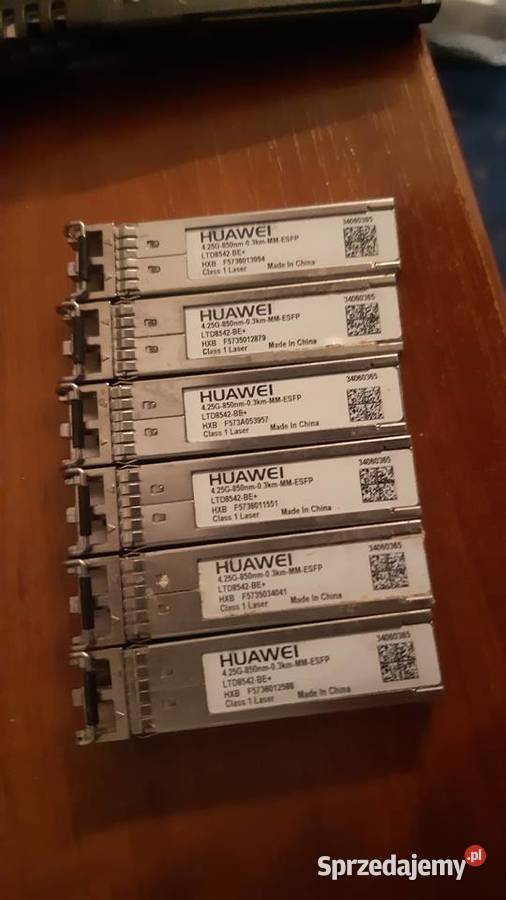 HUAWEI 34060365
4.25G-850nm-0.3km-MM-ESFP
LTD8542-BE+
HXB F5736013954
Class 1 Laser Made In China
HUAWEI 34060365
4.25G-850nm-0.3km-MM-ESFP
LTD8542-BE+
HXB F5735012879
Class 1 Laser Made In China
HUAWEI 34060365
4.25G-850nm-0.3km-MM-ESFP
LTD8542-BE+
HXB F573A053957
Class 1 Laser Made In China
HUAWEI 34060365
4.25G-850nm-0.3km-MM-ESFP
LTD8542-BE+
HXB F5736011551
Class 1 Laser Made In China
HUAWEI 34060365
4.25G-850nm-0.3km-MM-ESFP
LTD8542-BE+
HXB F5735034041
Class 1 Laser Made In China
HUAWEI 34060365
4.25G-850nm-0.3km-MM-ESFP
LTD8542-BE+
HXB F5736012588
Class 1 Laser Made In China
Sprzedajemy.pl